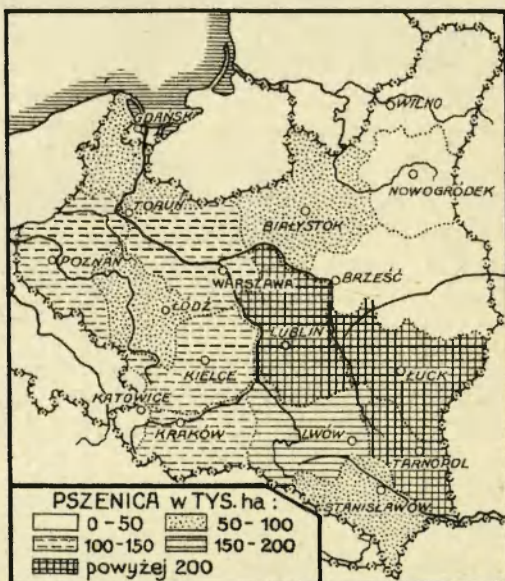 GDAŃSK
WILNO
NOWOGRÓDEK
TORUŃ
BIAŁYSTOK
POZNAŃ
WARSZAWA
BRZEŚĆ
ŁÓDŹ
LUBLIN
KIELCE
ŁUCK
KATOWICE
KRAKÓW
LWÓW
TARNOPOL
STANISŁAWÓW
PSZENICA w TYS. ha :
0-50 50-100
100-150 150-200
powyżej 200